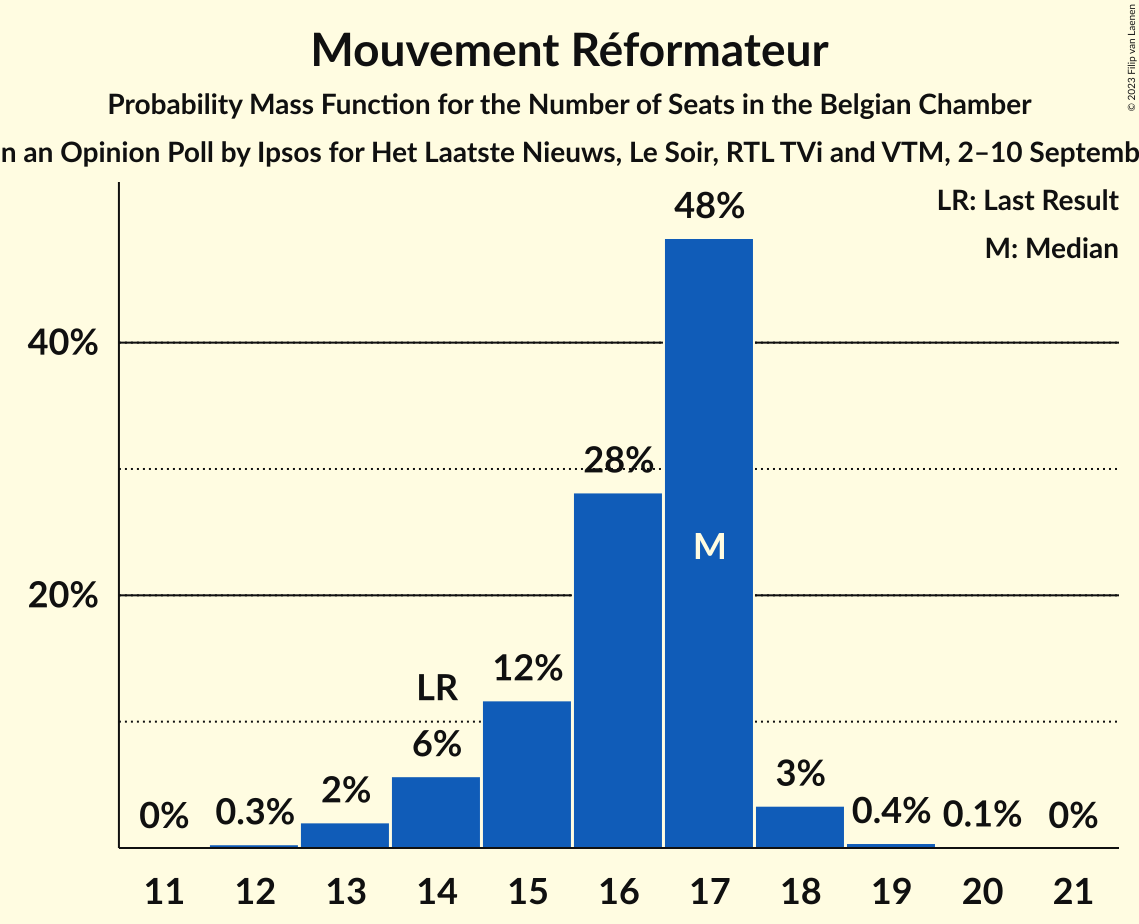 Mouvement Réformateur
Probability Mass Function for the Number of Seats in the Belgian Chamber
n an Opinion Poll by Ipsos for Het Laatste Nieuws, Le Soir, RTL TVi and VTM, 2–10 Septemb
© 2023 Filip van Laenen
LR: Last Result
M: Median
40%
20%
0%
0.3%
2%
LR
6%
12%
28%
48%
M
3%
0.4%
0.1%
0%
11 12 13 14 15 16 17 18 19 20 21